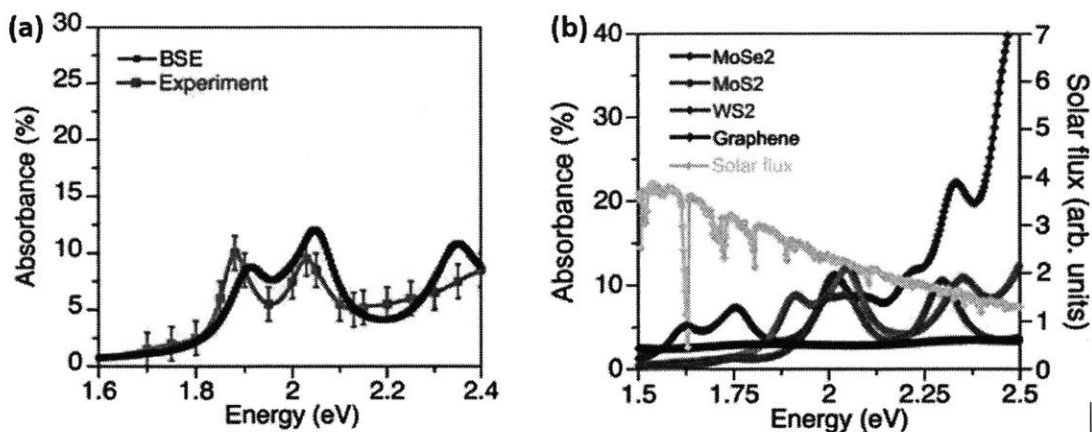 (a)
30
25
20
15
10
5
0
Absorbance (%)
BSE
Experiment
1.6
1.8
2
2.2
2.4
Energy (eV)
(b)
40
30
20
10
0
Absorbance (%)
MoSe2
MoS2
WS2
Graphene
Solar flux
7
6
5
4
3
2
1
0
Solar flux (arb. units)
1.5
1.75
2
2.25
2.5
Energy (eV)